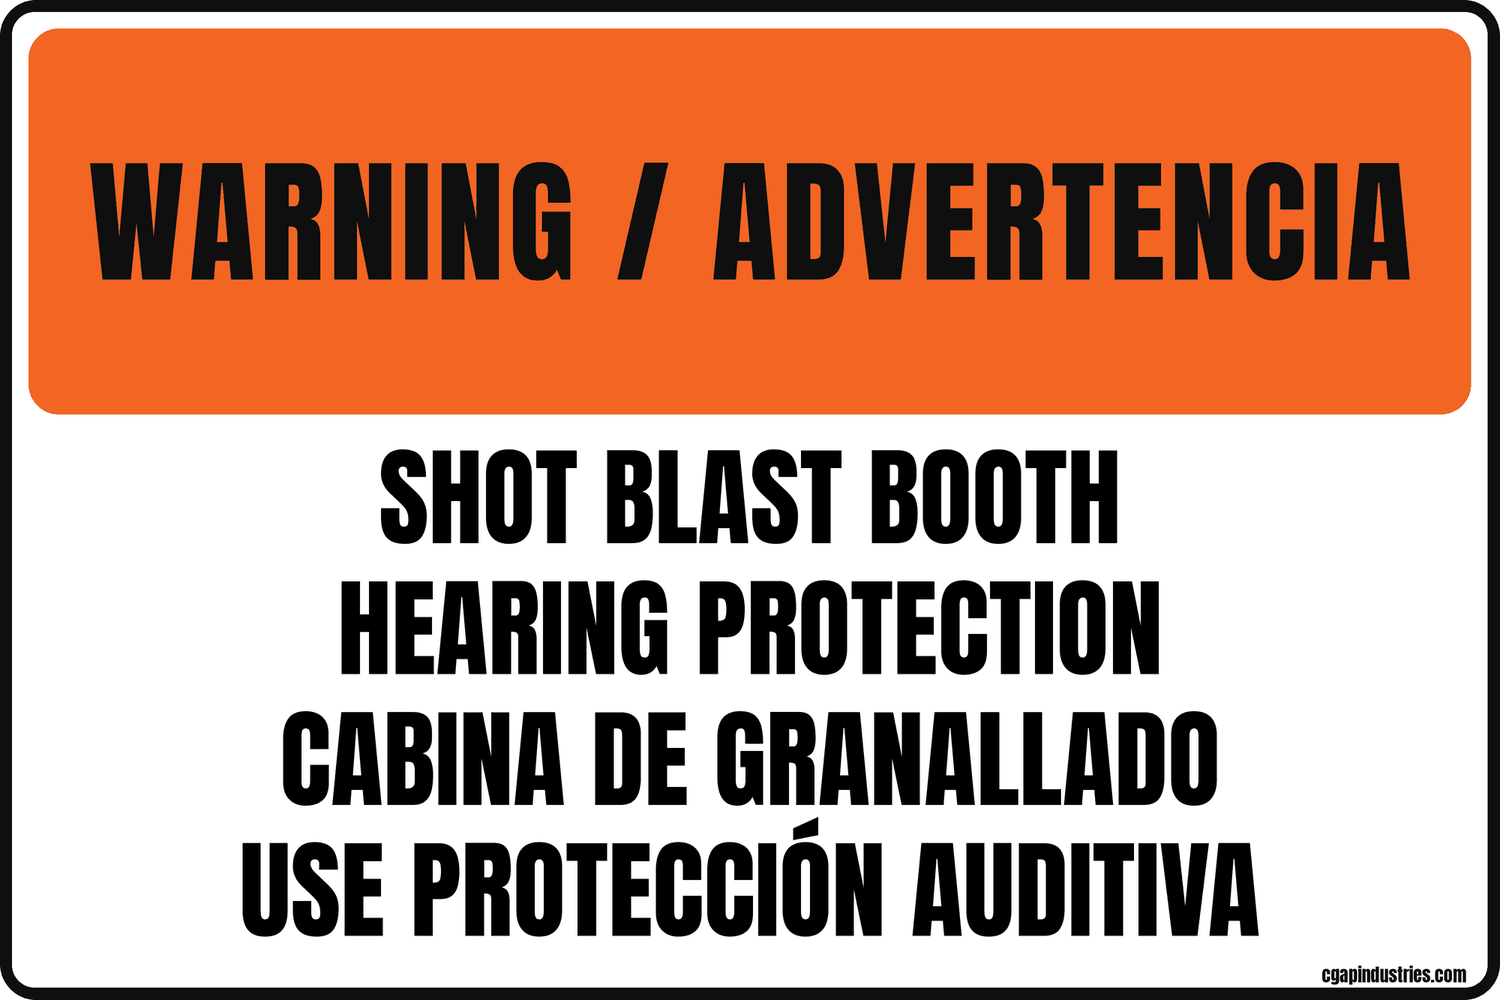 WARNING / ADVERTENCIA
SHOT BLAST BOOTH
HEARING PROTECTION
CABINA DE GRANALLADO
USE PROTECCIÓN AUDITIVA
cgapindustries.com